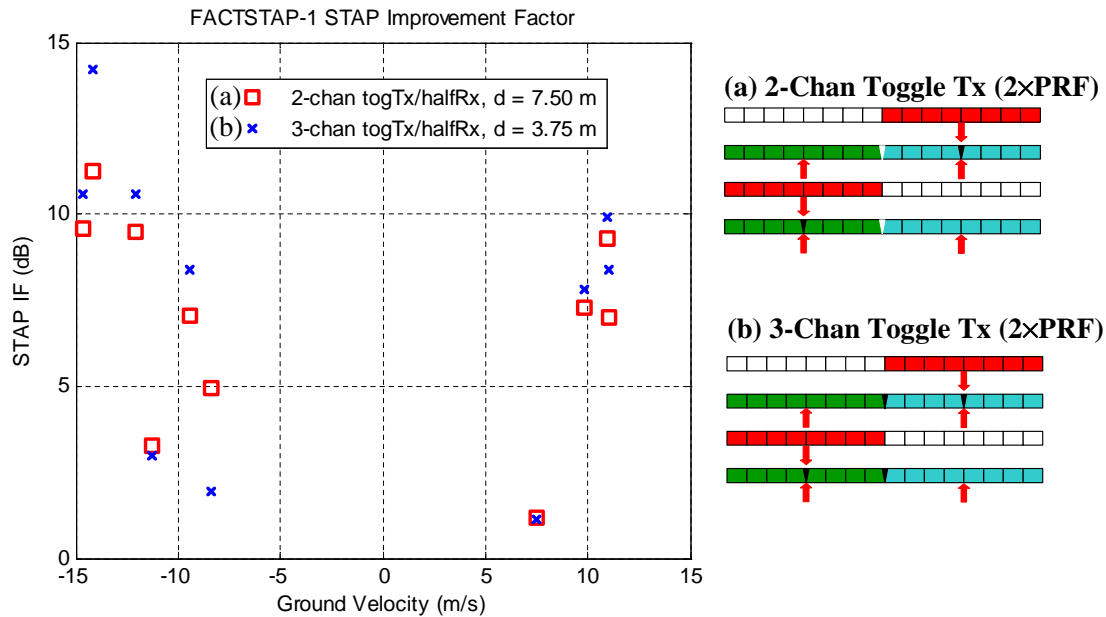 FACTSTAP-1 STAP Improvement Factor
15
10
5
0
STAP IF (dB)
-15 -10 -5 0 5 10 15
Ground Velocity (m/s)
(a) 2-chan togTx/halfRx, d = 7.50 m
(b) 3-chan togTx/halfRx, d = 3.75 m
(a) 2-Chan Toggle Tx (2×PRF)
(b) 3-Chan Toggle Tx (2×PRF)